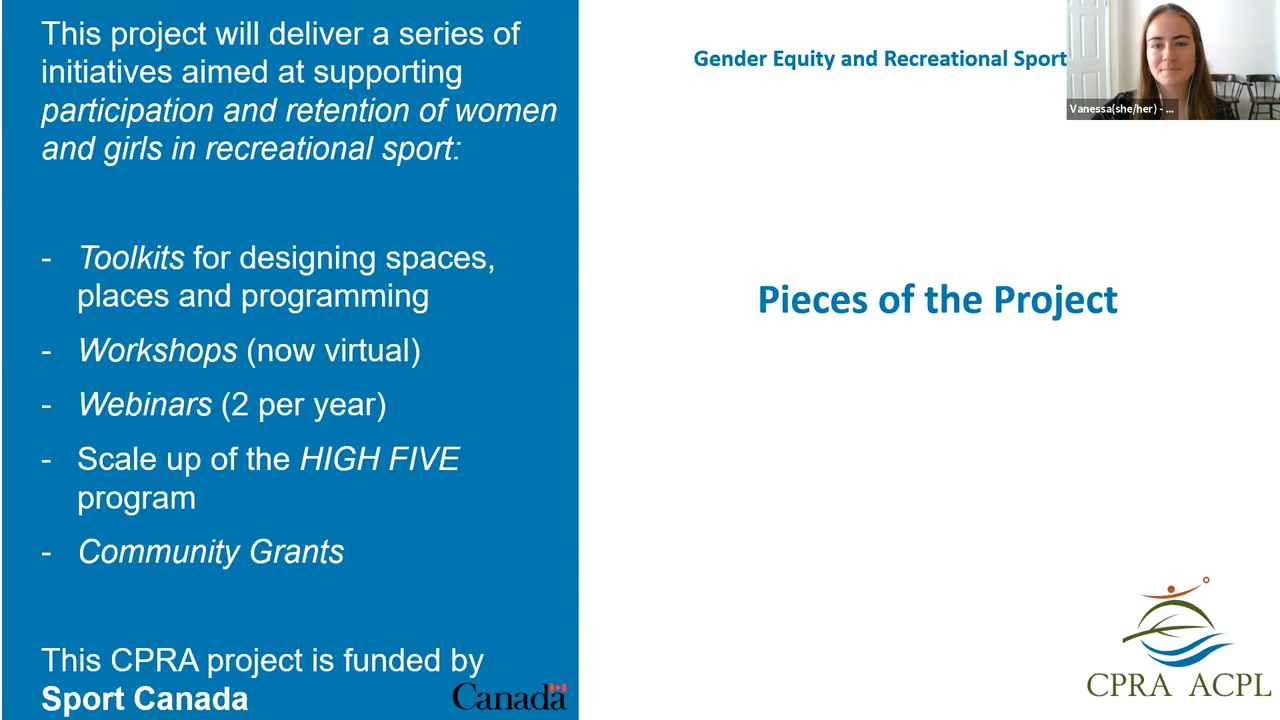 This project will deliver a series of
initiatives aimed at supporting
participation and retention of women
and girls in recreational sport:
- Toolkits for designing spaces,
places and programming
- Workshops (now virtual)
- Webinars (2 per year)
- Scale up of the HIGH FIVE
program
- Community Grants
This CPRA project is funded by
Sport Canada
Canada
Gender Equity and Recreational Sport
Vanessa(she/her) - ...
Pieces of the Project
CPRA ACPL